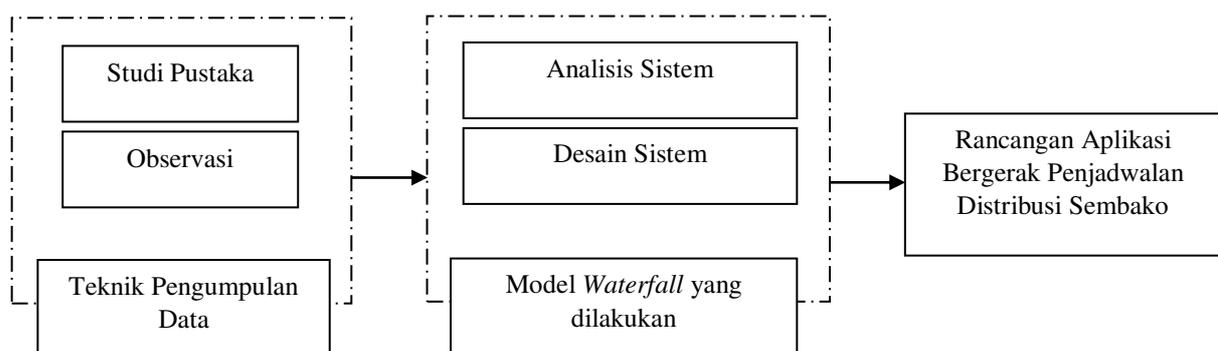 Studi Pustaka
Observasi
Teknik Pengumpulan
Data
Analisis Sistem
Desain Sistem
Model Waterfall yang
dilakukan
Rancangan Aplikasi
Bergerak Penjadwalan
Distribusi Sembako